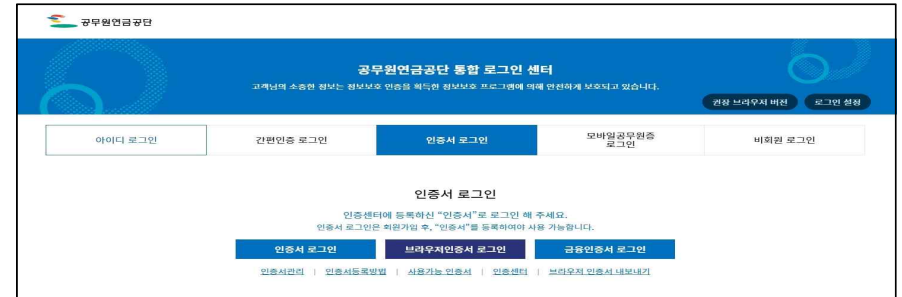 공무원연금공단
공무원연금공단 통합 로그인 센터
고객님의 소중한 정보는 정보보호 인증을 획득한 정보보호 프로그램에 의해 안전하게 보호되고 있습니다.
권장 브라우저 버전 로그인 설정
아이디 로그인 간편인증 로그인 인증서 로그인 모바일공무원증 비회원 로그인
로그인
인증서 로그인
인증센터에 등록하신 “인증서”로 로그인 해 주세요.
인증서 로그인은 회원가입 후, “인증서”를 등록하여야 사용 가능합니다.
인증서 로그인 브라우저인증서 로그인 금융인증서 로그인
인증서관리 | 인증서등록방법 | 사용가능 인증서 | 인증센터 | 브라우저 인증서 내보내기